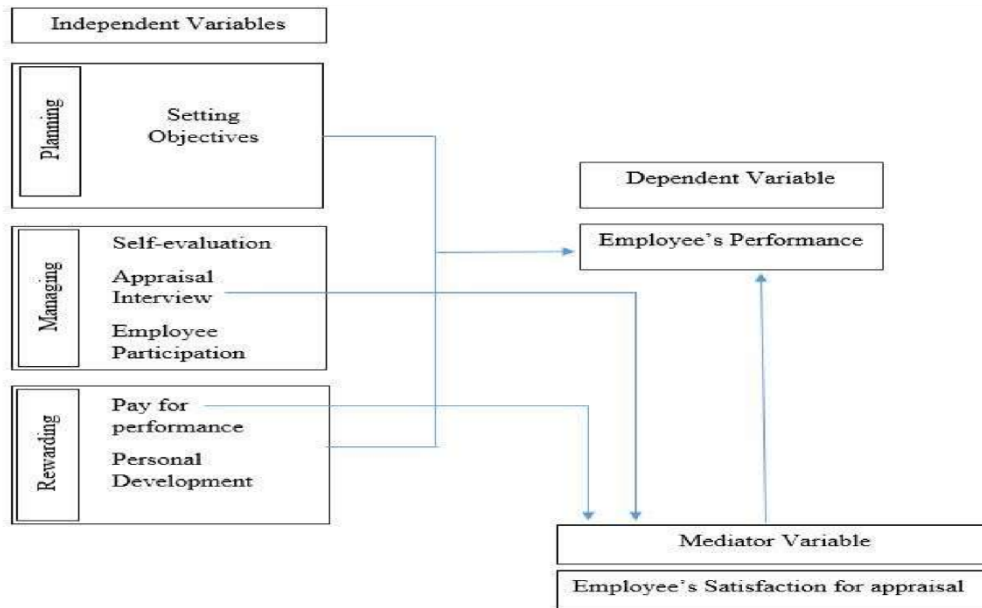 Independent Variables
Planning
Setting
Objectives
Managing
Self-evaluation
Appraisal
Interview
Employee
Participation
Rewarding
Pay for
performance
Personal
Development
Dependent Variable
Employee’s Performance
Mediator Variable
Employee’s Satisfaction for appraisal